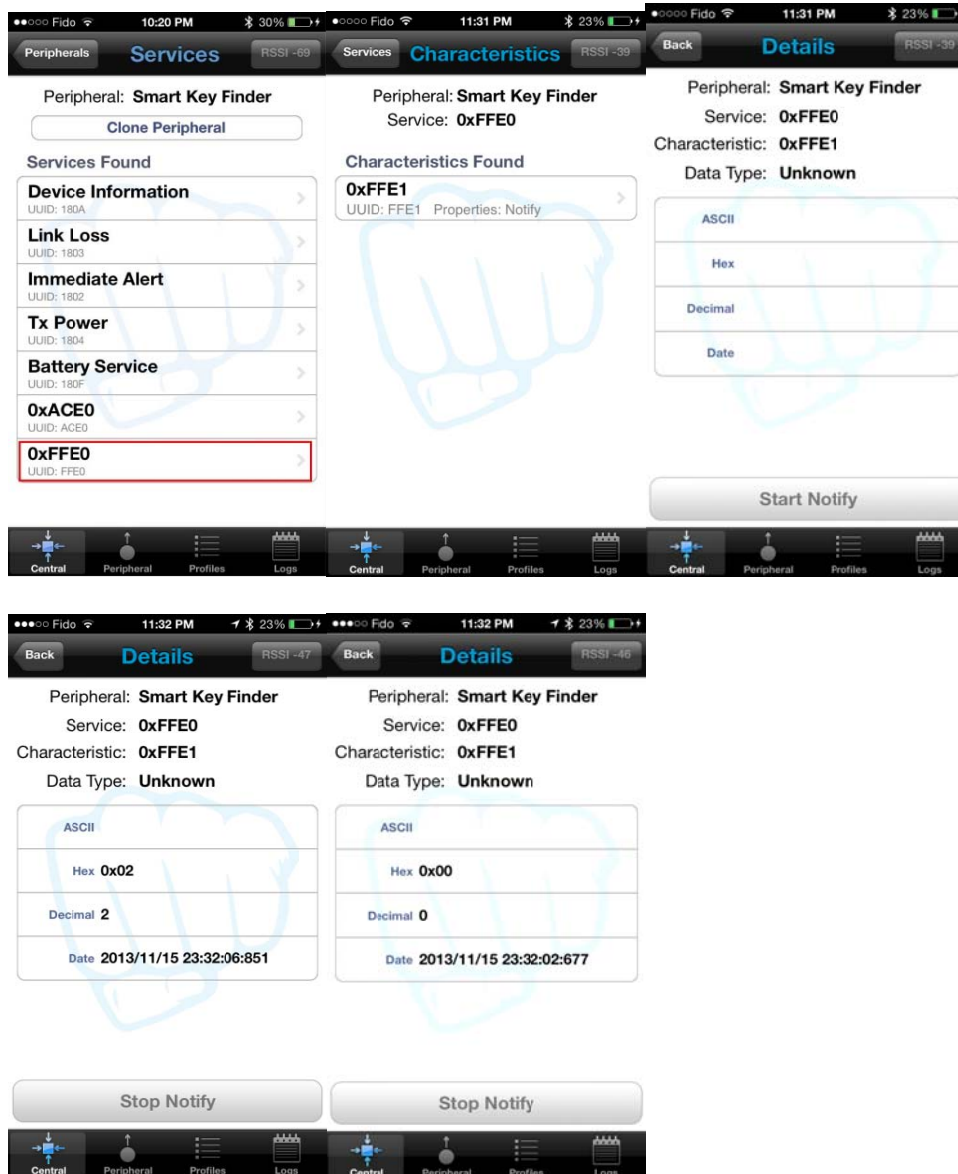 Fido 10:20 PM 30%
Peripherals Services RSSI -69
Peripheral: Smart Key Finder
Clone Peripheral
Services Found
Device Information
UUID: 180A
Link Loss
UUID: 1803
Immediate Alert
UUID: 1802
Tx Power
UUID: 1804
Battery Service
UUID: 180F
0xACE0
UUID: ACE0
0xFFE0
UUID: FFE0
Central Peripheral Profiles Logs
Fido 11:31 PM 23%
Services Characteristics RSSI -39
Peripheral: Smart Key Finder
Service: 0xFFE0
Characteristics Found
0xFFE1
UUID: FFE1 Properties: Notify
Central Peripheral Profiles Logs
Fido 11:31 PM 23%
Back Details RSSI -39
Peripheral: Smart Key Finder
Service: 0xFFE0
Characteristic: 0xFFE1
Data Type: Unknown
ASCII
Hex
Decimal
Date
Start Notify
Central Peripheral Profiles Logs
Fido 11:32 PM 23%
Back Details RSSI -47
Peripheral: Smart Key Finder
Service: 0xFFE0
Characteristic: 0xFFE1
Data Type: Unknown
ASCII
Hex 0x02
Decimal 2
Date 2013/11/15 23:32:06:851
Stop Notify
Central Peripheral Profiles Logs
Fido 11:32 PM 23%
Back Details RSSI -46
Peripheral: Smart Key Finder
Service: 0xFFE0
Characteristic: 0xFFE1
Data Type: Unknown
ASCII
Hex 0x00
Decimal 0
Date 2013/11/15 23:32:02:677
Stop Notify
Central Peripheral Profiles Logs